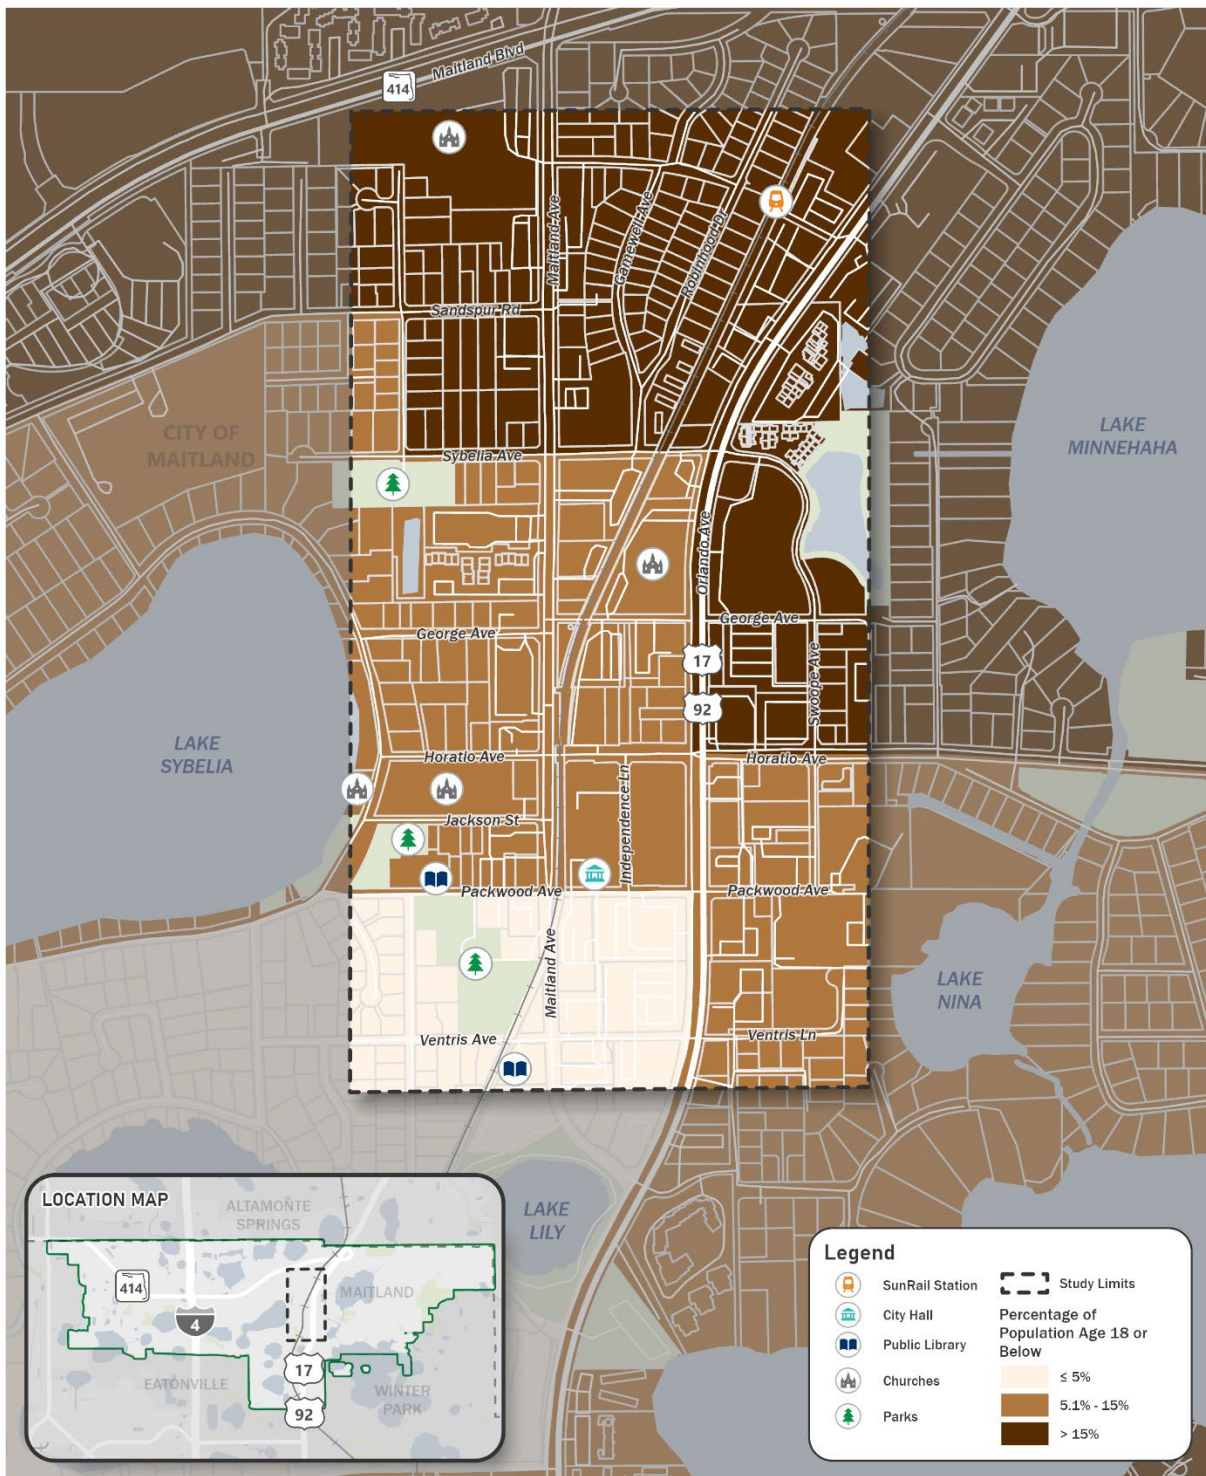 Maitland Blvd
414
Maitland Ave
Gamewell Ave
Robinhood Dr
Sandspur Rd
CITY OF
MAITLAND
LAKE
MINNEHAHA
Sybelia Ave
Orlando Ave
George Ave
George Ave
17
Swoope Ave
92
LAKE
SYBELIA
Horatio Ave
Horatio Ave
Independence Ln
Jackson St
Packwood Ave
Packwood Ave
Maitland Ave
LAKE
NINA
Ventris Ave
Ventris Ln
LAKE
LILY
LOCATION MAP
ALTAMONTE
SPRINGS
414
4
MAITLAND
17
EATONVILLE
WINTER
PARK
92
Legend
SunRail Station
City Hall
Public Library
Churches
Parks
Study Limits
Percentage of
Population Age 18 or
Below
≤ 5%
5.1% - 15%
> 15%